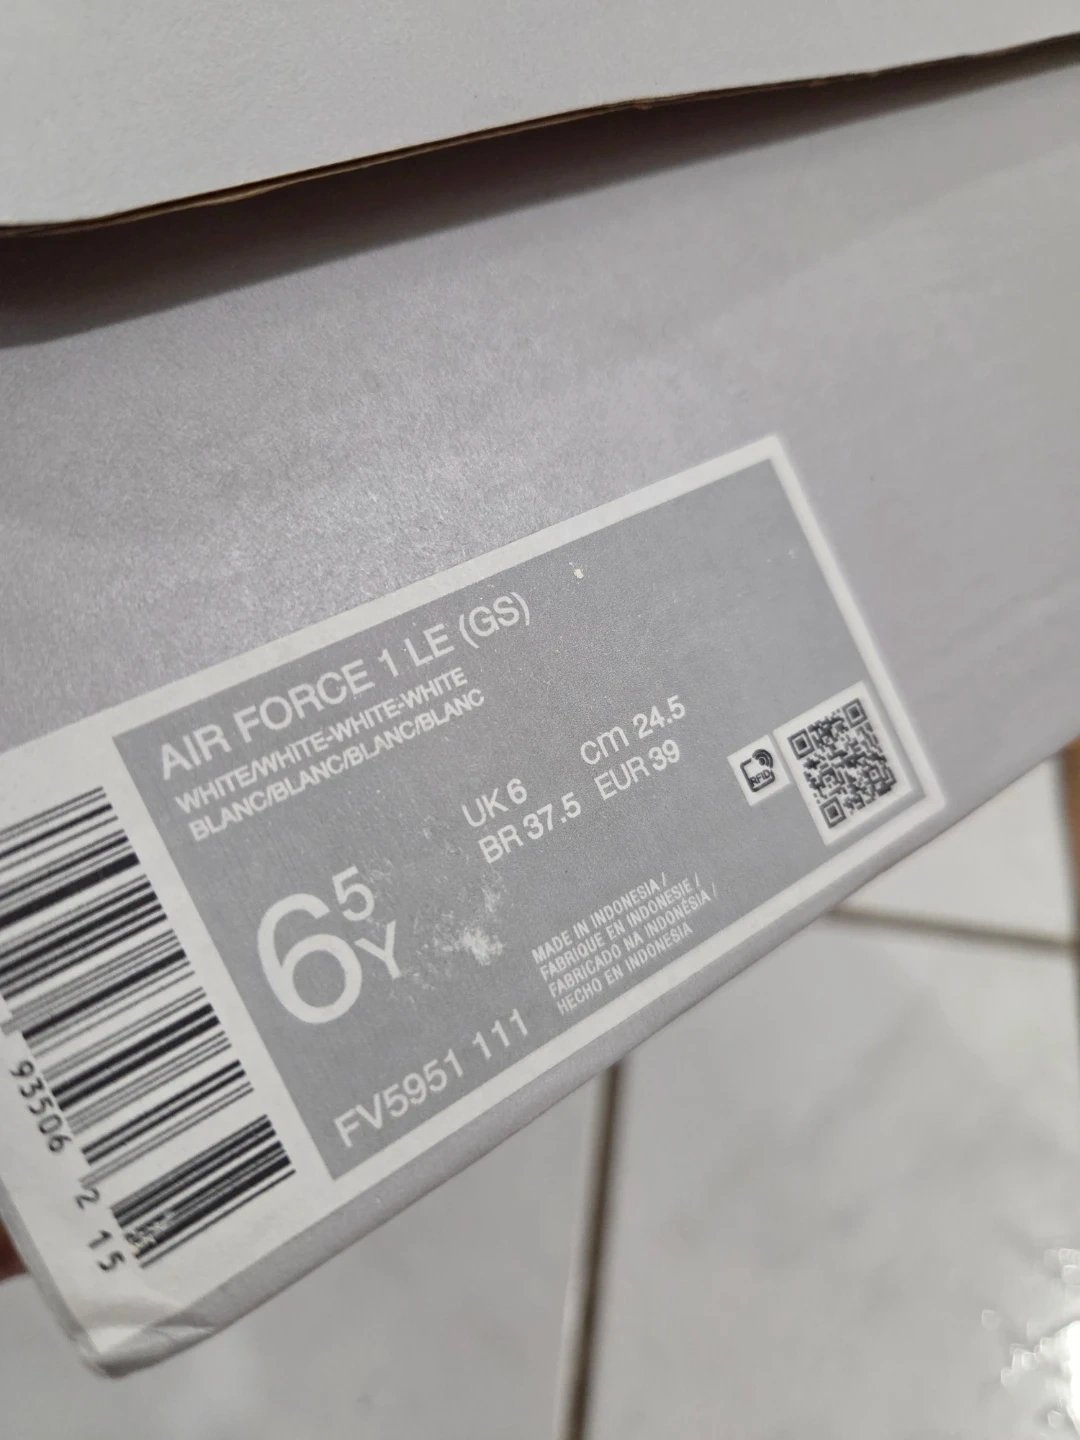 AIR FORCE 1 LE (GS)
WHITE/WHITE-WHITE-WHITE
BLANC/BLANC/BLANC/BLANC
6 5 Y
UK 6
cm 24.5
BR 37.5
EUR 39
RFID
MADE IN INDONESIA /
FABRIQUE EN INDONESIE /
FABRICADO NA INDONÉSIA /
HECHO EN INDONESIA
FV5951 111
93506
2 15